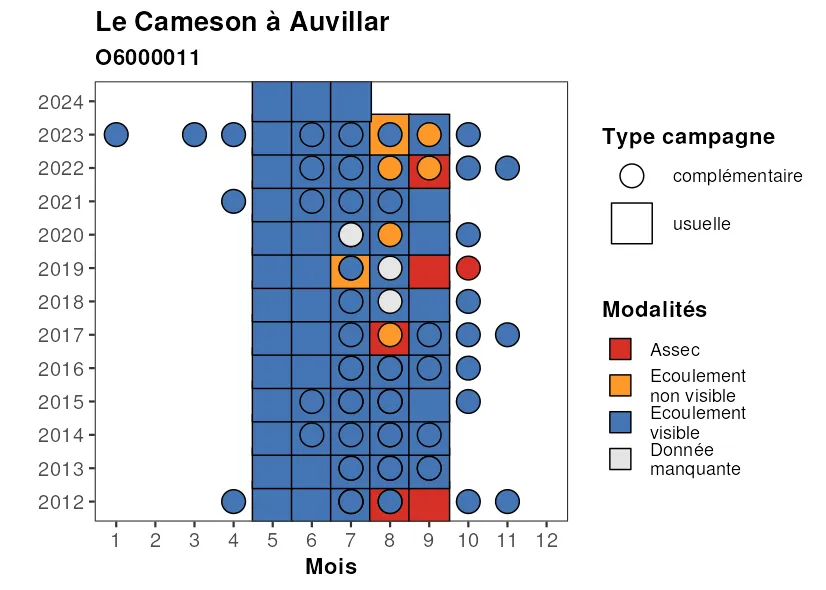 Le Cameson à Auvillar
O6000011
2024
2023
2022
2021
2020
2019
2018
2017
2016
2015
2014
2013
2012
1 2 3 4 5 6 7 8 9 10 11 12
Mois
Type campagne
complémentaire
usuelle
Modalités
Assec
Ecoulement
non visible
Ecoulement
visible
Donnée
manquante